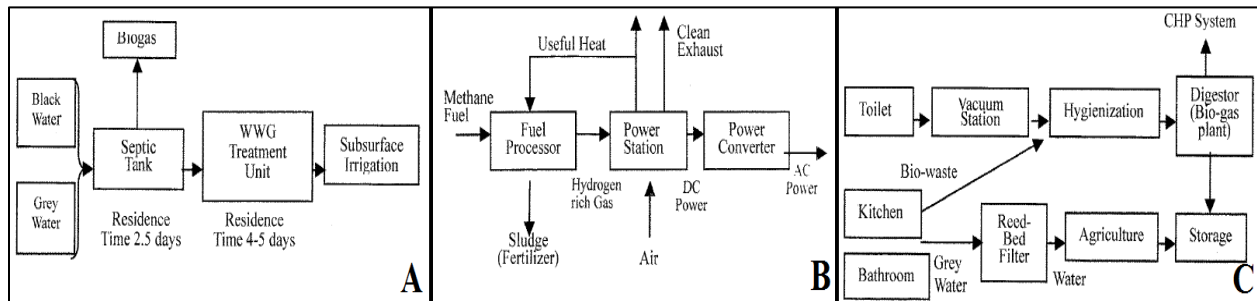 Biogas
Black
Water
Grey
Water
Septic
Tank
WWG
Treatment
Unit
Subsurface
Irrigation
Residence
Time 2.5 days
Residence
Time 4-5 days
A
Useful Heat
Clean
Exhaust
Methane
Fuel
Fuel
Processor
Power
Station
Power
Converter
Hydrogen
rich Gas
DC
Power
AC
Power
Sludge
(Fertilizer)
Air
B
CHP System
Toilet
Vacuum
Station
Hygienization
Digestor
(Bio-gas
plant)
Bio-waste
Kitchen
Bathroom
Grey
Water
Reed-
Bed
Filter
Water
Agriculture
Storage
C